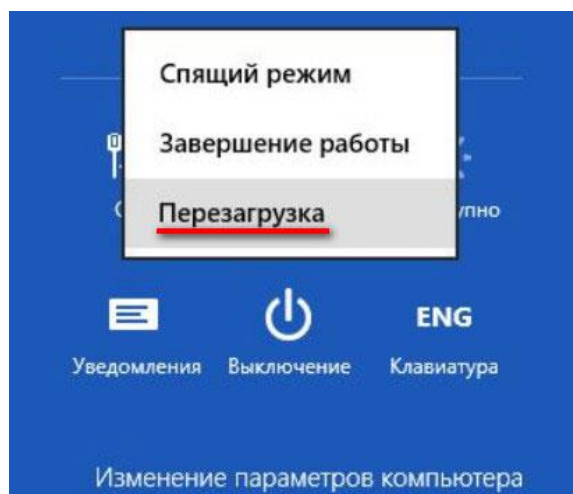 Спящий режим
Завершение работы
Перезагрузка
Уведомления Выключение ENG Клавиатура
Изменение параметров компьютера